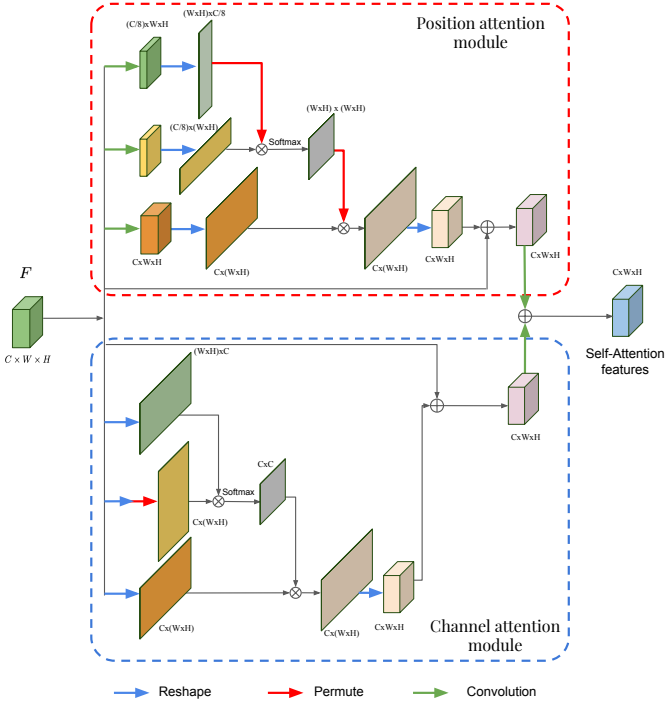 Position attention
module
(C/8)xWxH
(WxH)xC/8
(C/8)x(WxH)
Softmax
(WxH) x (WxH)
CxWxH
Cx(WxH)
Cx(WxH)
CxWxH
CxWxH
F
C × W × H
CxWxH
Self-Attention
features
(WxH)xC
Cx(WxH)
Softmax
CxC
Cx(WxH)
Cx(WxH)
CxWxH
CxWxH
Channel attention
module
Reshape
Permute
Convolution